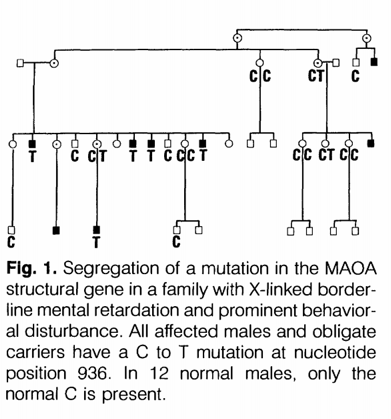 C C CT C
T C CT T T C C C T C C CT C C
C T C
Fig. 1. Segregation of a mutation in the MAOA
structural gene in a family with X-linked border-
line mental retardation and prominent behavior-
al disturbance. All affected males and obligate
carriers have a C to T mutation at nucleotide
position 936. In 12 normal males, only the
normal C is present.